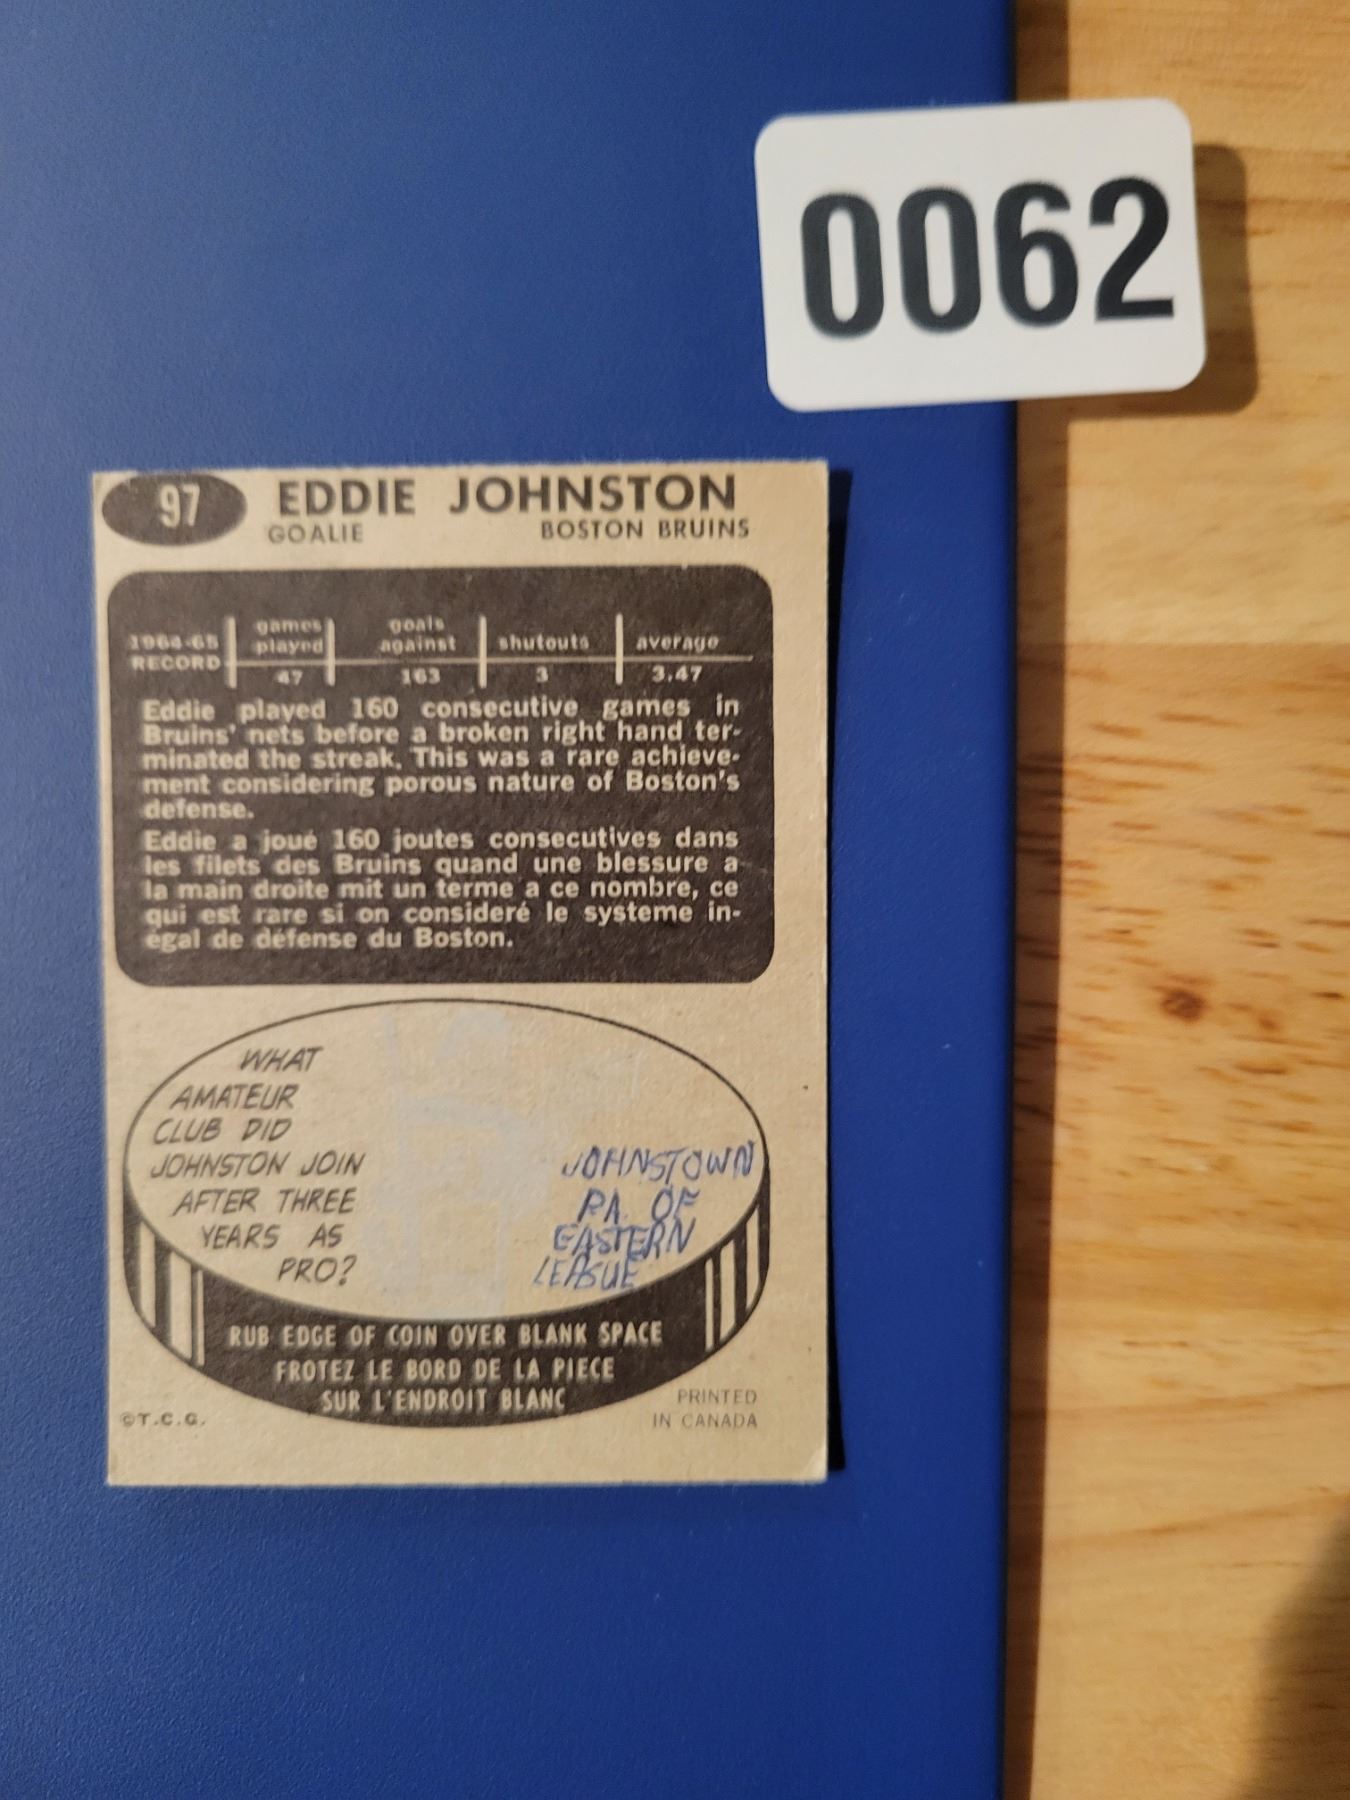 0062
97 EDDIE JOHNSTON
GOALIE BOSTON BRUINS
1964-65 RECORD games played goals against shutouts average
47 163 3 3.47
Eddie played 160 consecutive games in
Bruins' nets before a broken right hand ter-
minated the streak. This was a rare achieve-
ment considering porous nature of Boston's
defense.
Eddie a joué 160 joutes consecutives dans
les filets des Bruins quand une blessure a
la main droite mit un terme a ce nombre, ce
qui est rare si on consideré le systeme in-
égal de défense du Boston.
WHAT
AMATEUR
CLUB DID
JOHNSTON JOIN
AFTER THREE
YEARS AS
PRO?
JOHNSTOWN
PA. OF
EASTERN
LEAGUE
RUB EDGE OF COIN OVER BLANK SPACE
FROTEZ LE BORD DE LA PIECE
SUR L'ENDROIT BLANC
©T.C.G.
PRINTED
IN CANADA